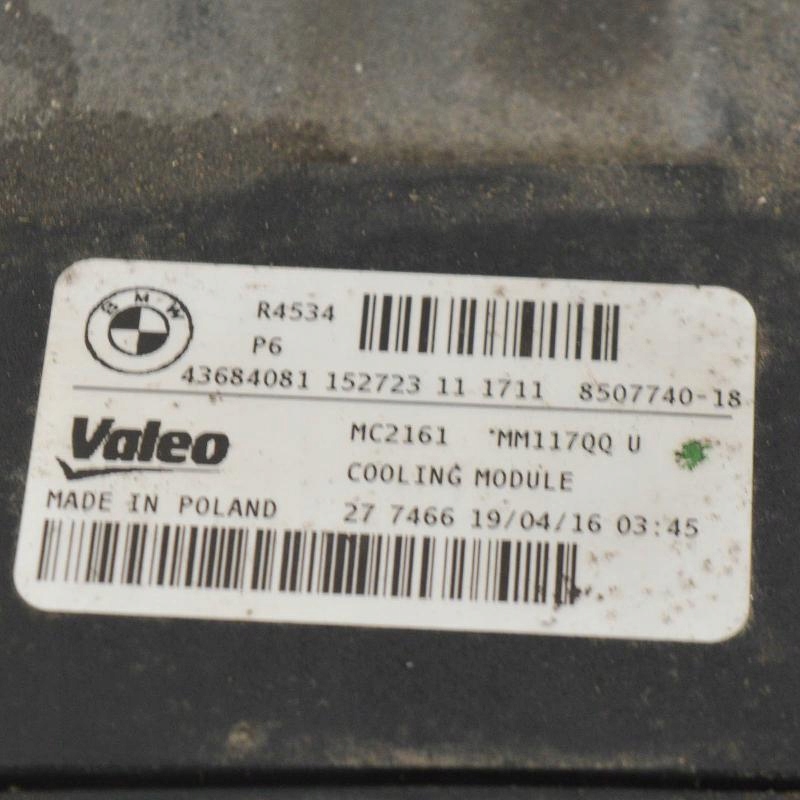 BMW
R4534
P6
43684081 152723 11 1711 8507740-18
Valeo
MC2161 "MM117QQ U
COOLING MODULE
MADE IN POLAND
27 7466 19/04/16 03:45